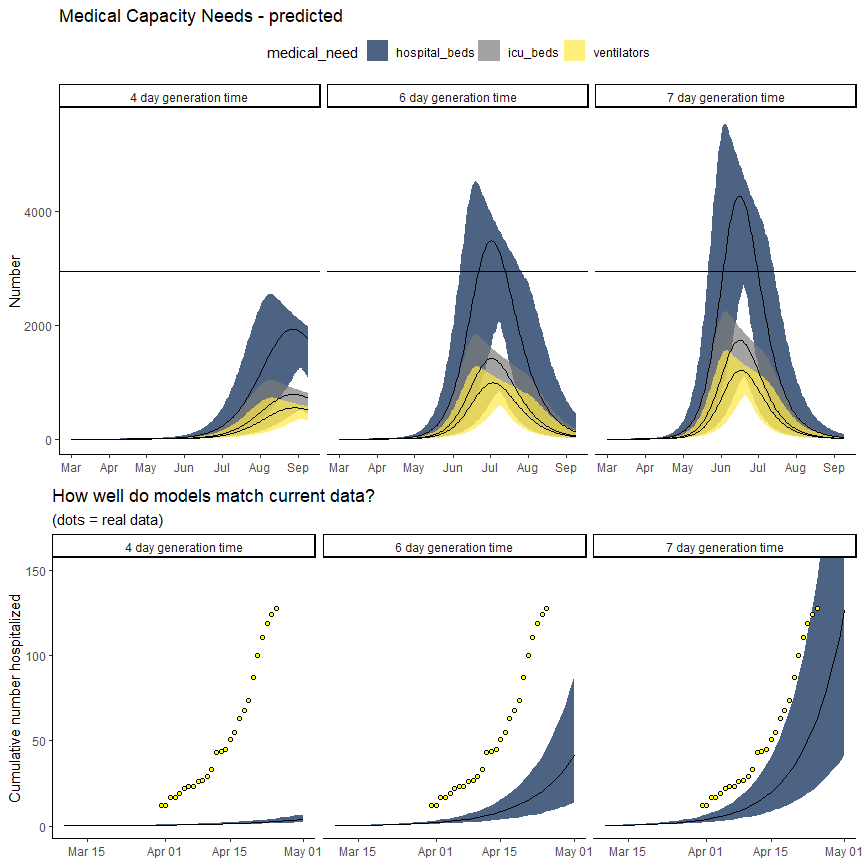 Medical Capacity Needs - predicted
medical_need hospital_beds icu_beds ventilators
4 day generation time 6 day generation time 7 day generation time
Number
4000
2000
0
Mar Apr May Jun Jul Aug Sep Mar Apr May Jun Jul Aug Sep Mar Apr May Jun Jul Aug Sep
How well do models match current data?
(dots = real data)
4 day generation time 6 day generation time 7 day generation time
Cumulative number hospitalized
150
100
50
0
Mar 15 Apr 01 Apr 15 May 01 Mar 15 Apr 01 Apr 15 May 01 Mar 15 Apr 01 Apr 15 May 01